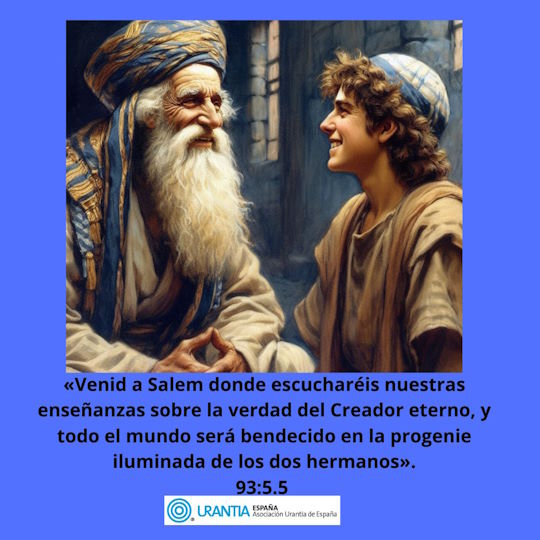 «Venid a Salem donde escucharéis nuestras
enseñanzas sobre la verdad del Creador eterno, y
todo el mundo será bendecido en la progenie
iluminada de los dos hermanos».
93:5.5
URANTIA ESPAÑA
Asociación Urantia de España